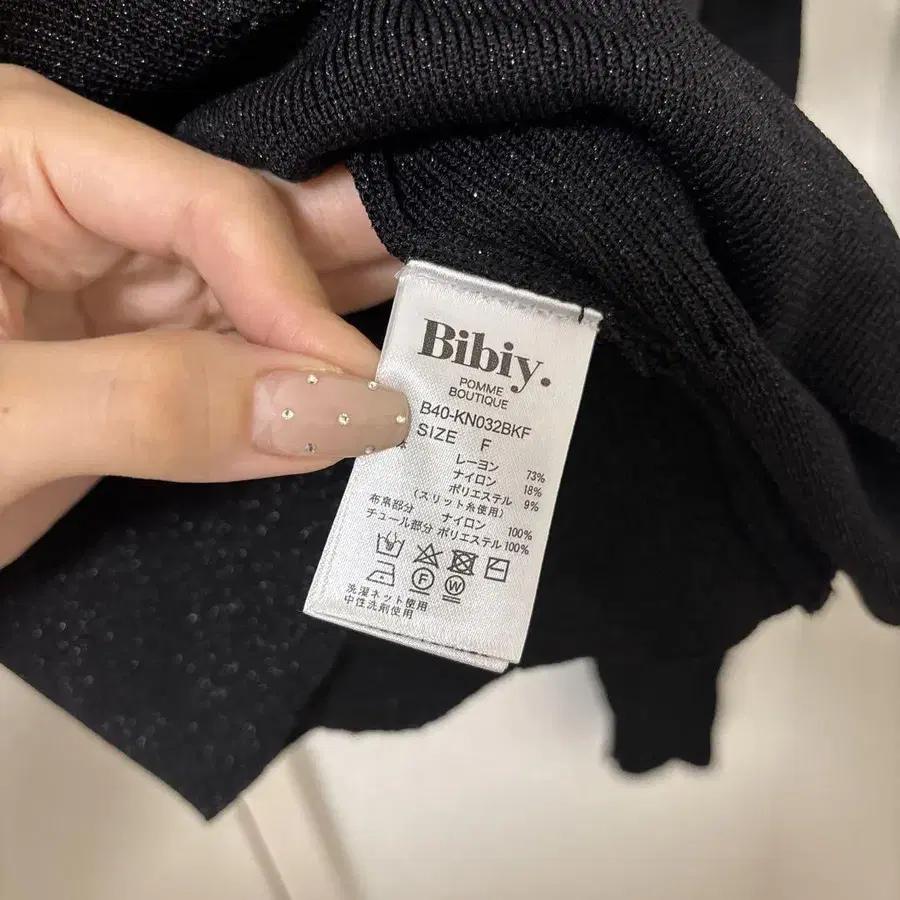 Bibiy.
POMME
BOUTIQUE
B40-KN032BKF
SIZE F
レーヨン 73%
ナイロン 18%
ポリエステル 9%
(スリット糸使用)
布帛部分 ナイロン 100%
チュール部分 ポリエステル 100%
F W
洗濯ネット使用
中性洗剤使用